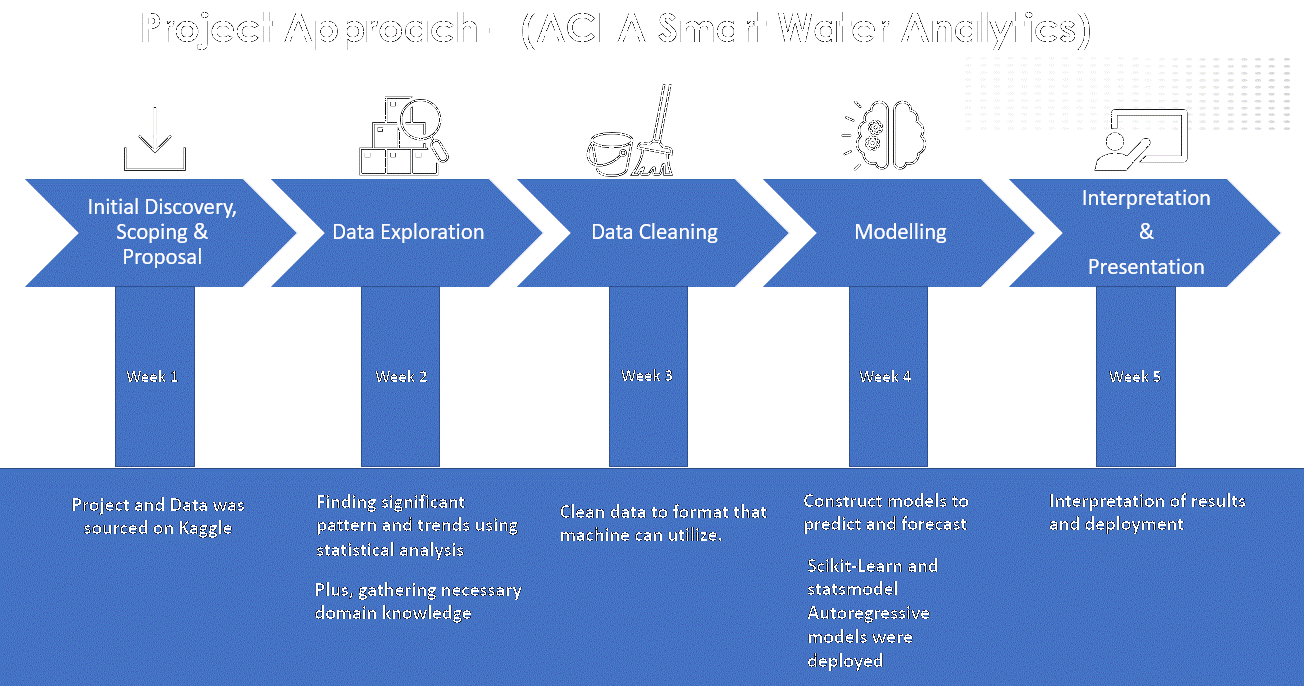 Project Approach - (ACEA Smart Water Analytics)
Initial Discovery,
Scoping &
Proposal
Data Exploration
Data Cleaning
Modelling
Interpretation
&
Presentation
Week 1
Week 2
Week 3
Week 4
Week 5
Project and Data was
sourced on Kaggle
Finding significant
pattern and trends using
statistical analysis
Plus, gathering necessary
domain knowledge
Clean data to format that
machine can utilize.
Construct models to
predict and forecast
Scikit-Learn and
statsmodel
Autoregressive
models were
deployed
Interpretation of results
and deployment